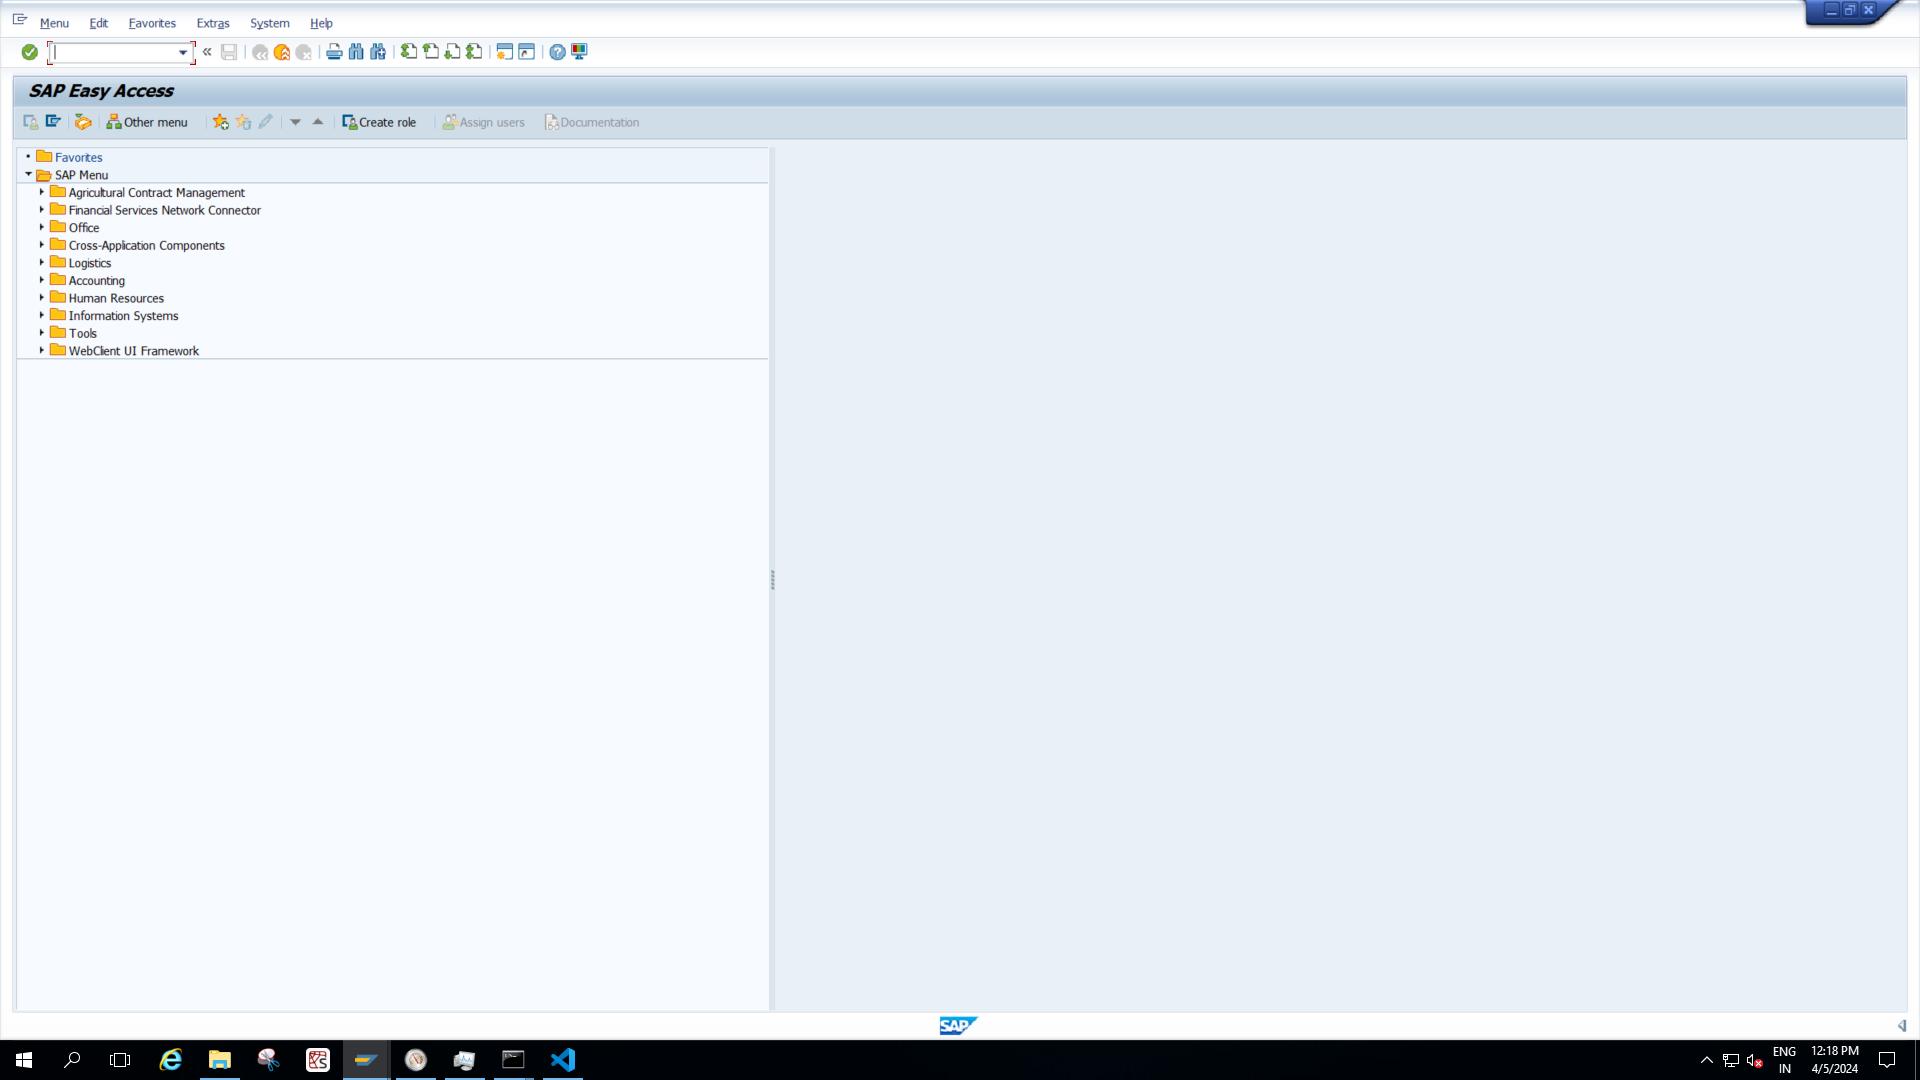 Menu Edit Favorites Extras System Help
SAP Easy Access
Other menu Create role Assign users Documentation
Favorites
SAP Menu
Agricultural Contract Management
Financial Services Network Connector
Office
Cross-Application Components
Logistics
Accounting
Human Resources
Information Systems
Tools
WebClient UI Framework
SAP
ENG 12:18 PM
IN 4/5/2024